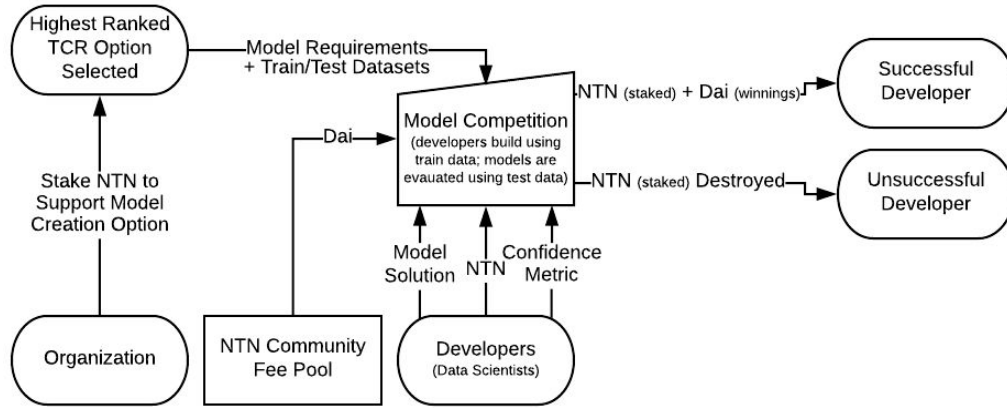 Highest Ranked
TCR Option
Selected
Model Requirements
+ Train/Test Datasets
NTN (staked) + Dai (winnings)
Successful
Developer
Model Competition
(developers build using
train data; models are
evauated using test data)
Dai
NTN (staked) Destroyed
Unsuccessful
Developer
Stake NTN to
Support Model
Creation Option
Model
Solution
NTN
Confidence
Metric
Organization
NTN Community
Fee Pool
Developers
(Data Scientists)